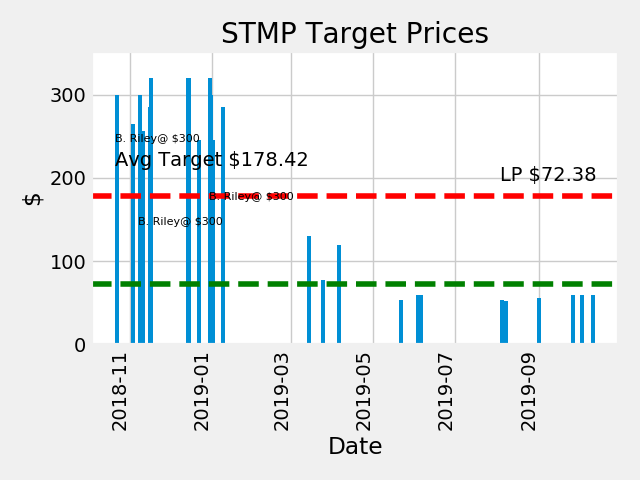 STMP Target Prices
$
300
200
100
0
B. Riley@ $300
Avg Target $178.42
LP $72.38
B. Riley@ $300
B. Riley@ $300
2018-11
2019-01
2019-03
2019-05
2019-07
2019-09
Date